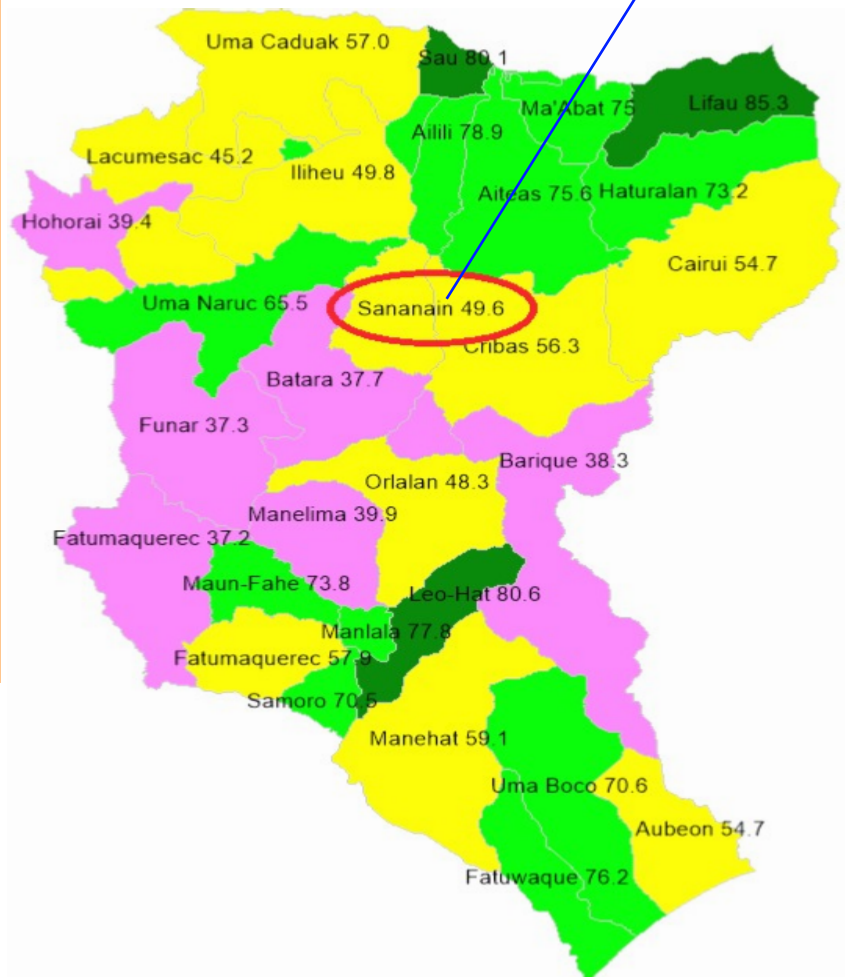 Uma Caduak 57.0
Sau 80.1
Ma'Abat 75
Lifau 85.3
Ailili 78.9
Lacumesac 45.2
Iliheu 49.8
Aiteas 75.6
Haturalan 73.2
Hohorai 39.4
Cairui 54.7
Uma Naruc 65.5
Sananain 49.6
Cribas 56.3
Batara 37.7
Funar 37.3
Barique 38.3
Orlalan 48.3
Manelima 39.9
Fatumaquerec 37.2
Maun-Fahe 73.8
Leo-Hat 80.6
Manlala 77.8
Fatumaquerec 57.9
Samoro 70.5
Manehat 59.1
Uma Boco 70.6
Aubeon 54.7
Fatuwaque 76.2